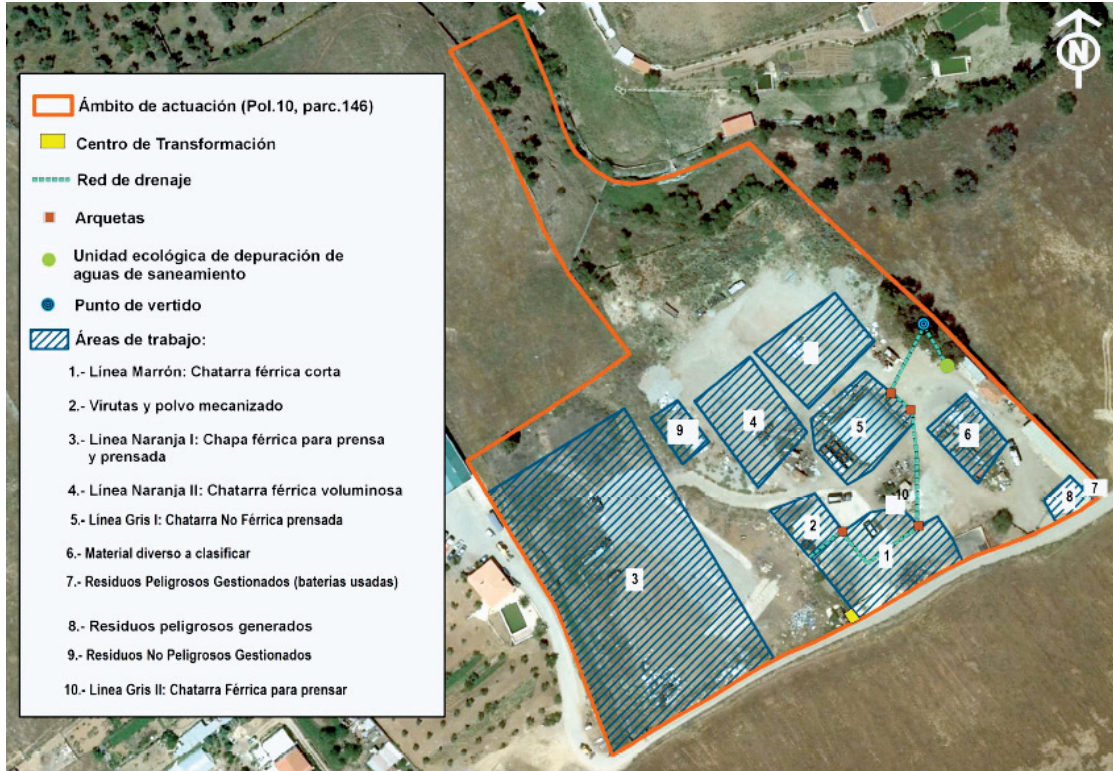 N
Ámbito de actuación (Pol.10, parc.146)
Centro de Transformación
Red de drenaje
Arquetas
Unidad ecológica de depuración de
aguas de saneamiento
Punto de vertido
Áreas de trabajo:
1.- Línea Marrón: Chatarra férrica corta
2.- Virutas y polvo mecanizado
3.- Linea Naranja I: Chapa férrica para prensa
y prensada
4.- Línea Naranja II: Chatarra férrica voluminosa
5.- Línea Gris I: Chatarra No Férrica prensada
6.- Material diverso a clasificar
7.- Residuos Peligrosos Gestionados (baterias usadas)
8.- Residuos peligrosos generados
9.- Residuos No Peligrosos Gestionados
10.- Linea Gris II: Chatarra Férrica para prensar
4
9
5
6
7
8
10
2
1
3